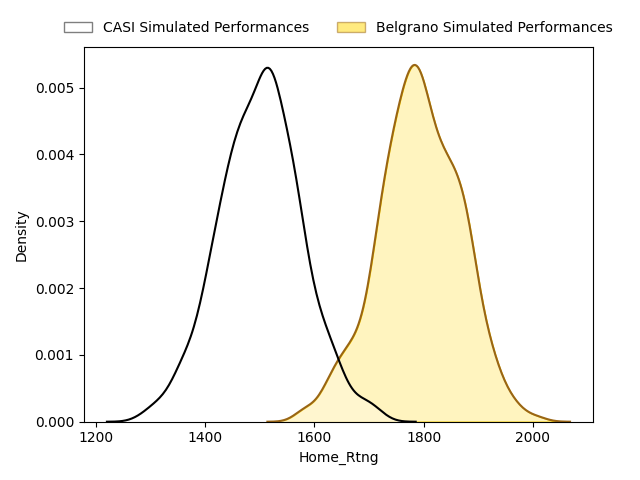 CASI Simulated Performances
Belgrano Simulated Performances
Density
0.005
0.004
0.003
0.002
0.001
0.000
1200 1400 1600 1800 2000
Home_Rtng